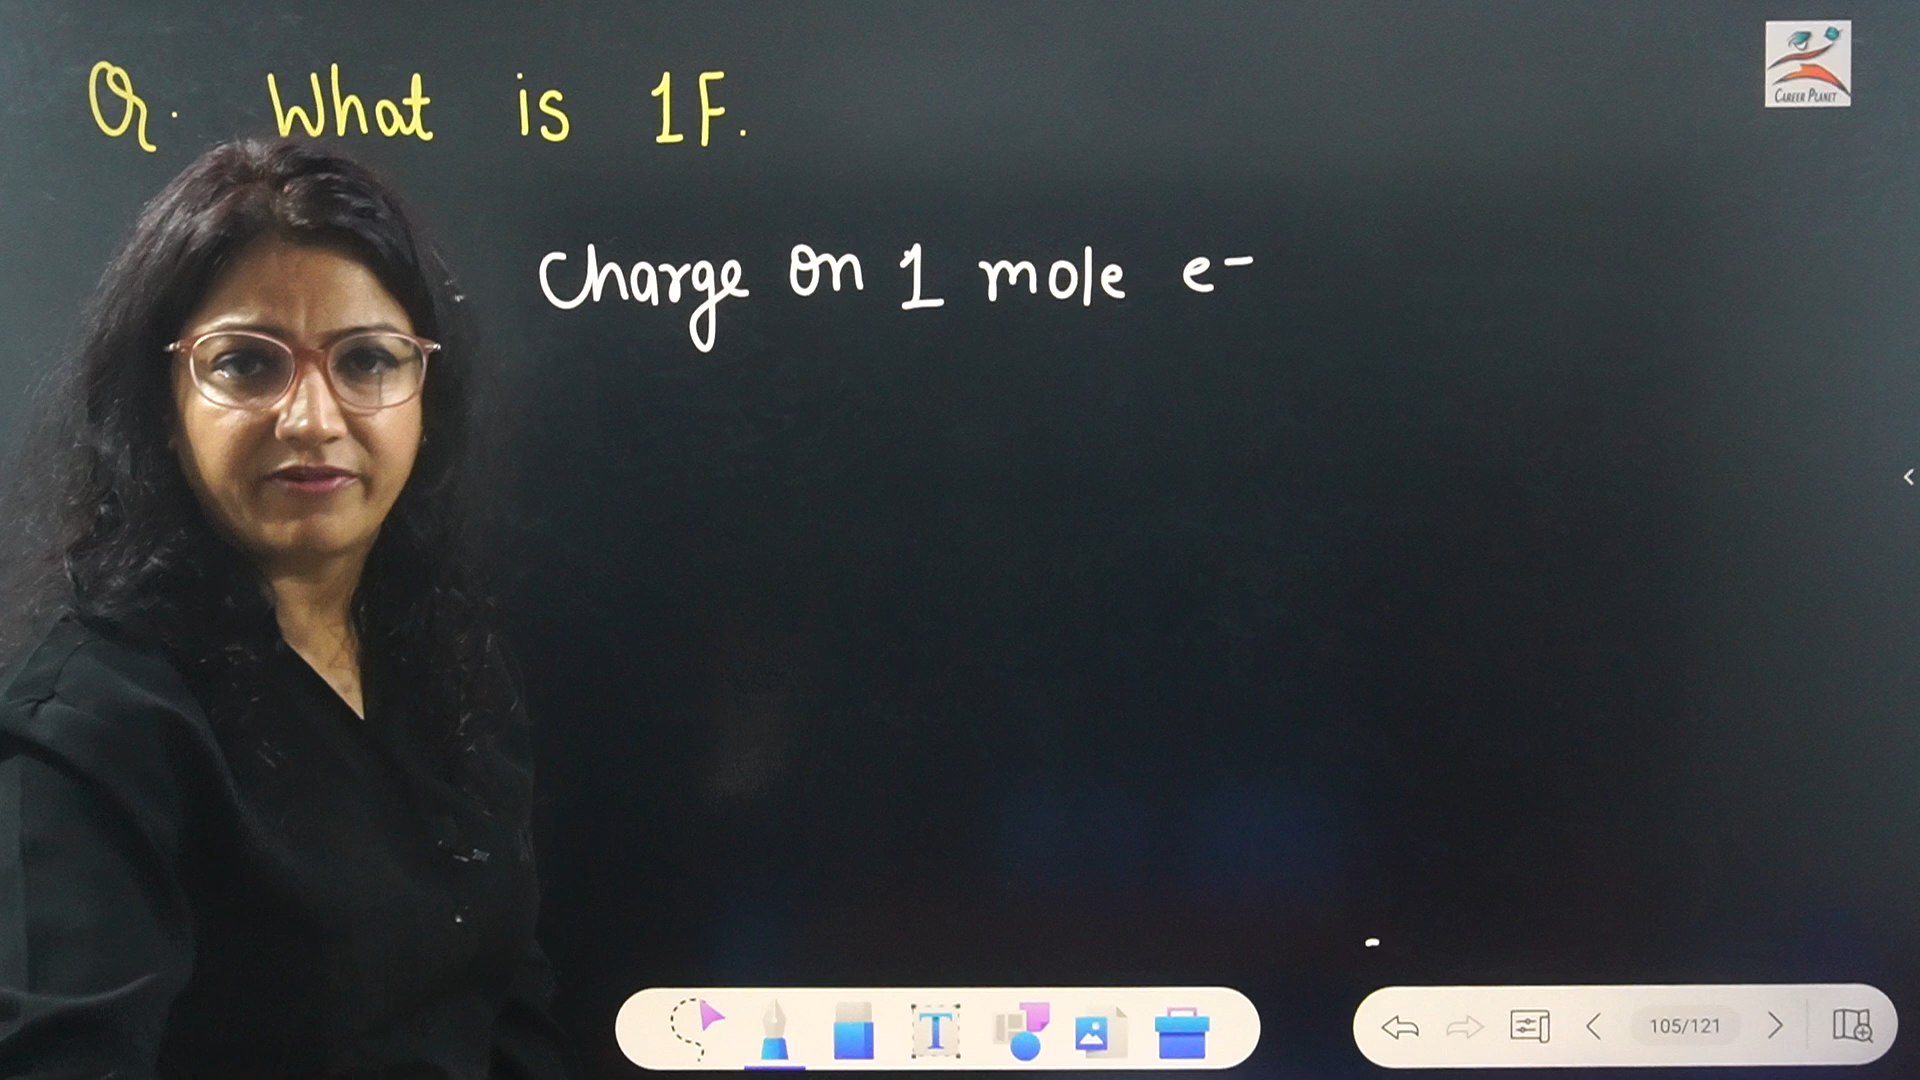 Q. What is 1F.
Charge on 1 mole e-
CAREER PLANET
T
105/121